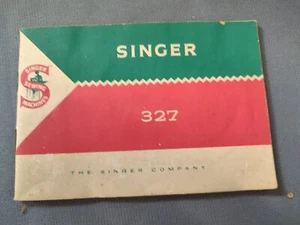 SINGER
SINGER
SEWING
MACHINES
327
THE SINGER COMPANY